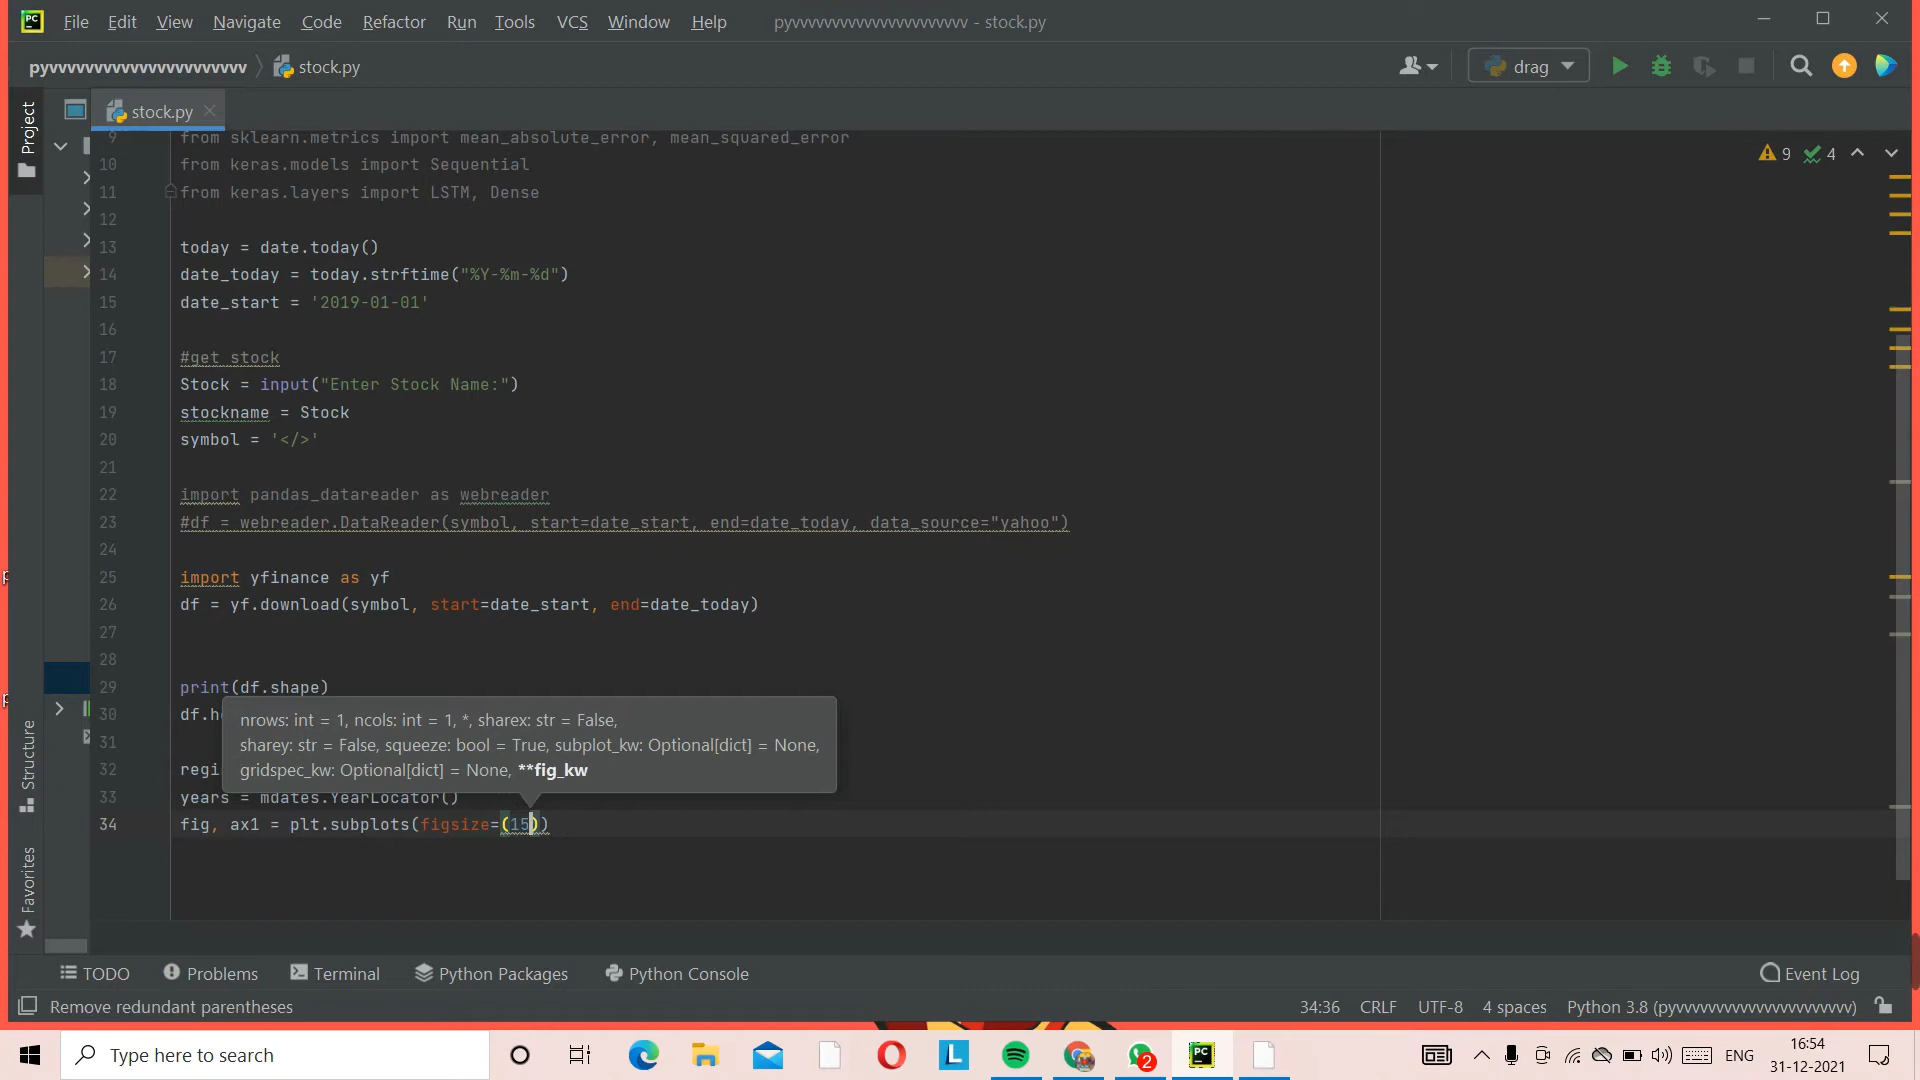 PC File Edit View Navigate Code Refactor Run Tools VCS Window Help pyvvvvvvvvvvvvvvvvvvvvvv - stock.py
pyvvvvvvvvvvvvvvvvvvvvvv stock.py drag
Project
stock.py
9 from sklearn.metrics import mean_absolute_error, mean_squared_error
9 4
10 from keras.models import Sequential
11 from keras.layers import LSTM, Dense
12
13 today = date.today()
14 date_today = today.strftime("%Y-%m-%d")
15 date_start = '2019-01-01'
16
17 #get stock
18 Stock = input("Enter Stock Name:")
19 stockname = Stock
20 symbol = '</>'
21
22 import pandas_datareader as webreader
23 #df = webreader.DataReader(symbol, start=date_start, end=date_today, data_source="yahoo")
24
25 import yfinance as yf
26 df = yf.download(symbol, start=date_start, end=date_today)
27
28
29 print(df.shape)
30 df.h
nrows: int = 1, ncols: int = 1, *, sharex: str = False,
sharey: str = False, squeeze: bool = True, subplot_kw: Optional[dict] = None,
gridspec_kw: Optional[dict] = None, **fig_kw
31
32 regi
33 years = mdates.YearLocator()
34 fig, ax1 = plt.subplots(figsize=(15))
Structure
Favorites
TODO Problems Terminal Python Packages Python Console Event Log
Remove redundant parentheses 34:36 CRLF UTF-8 4 spaces Python 3.8 (pyvvvvvvvvvvvvvvvvvvvvvv)
Type here to search L 2 PC ENG 16:54
31-12-2021